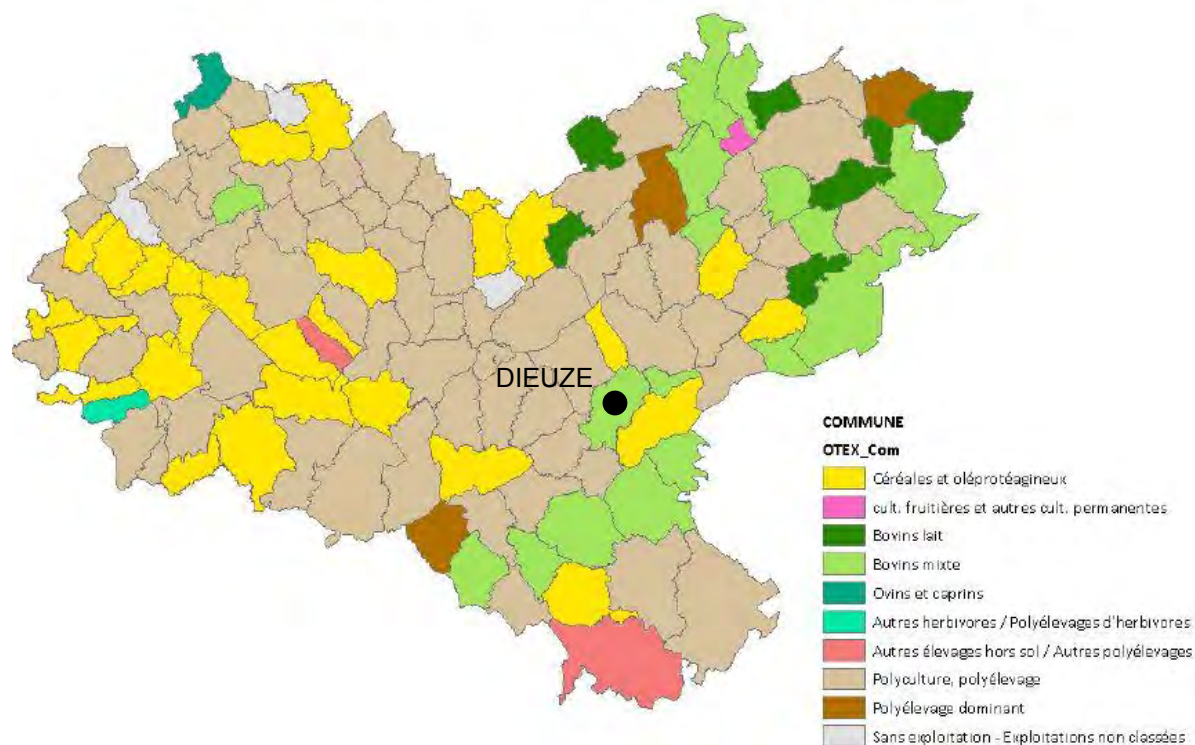 DIEUZE
COMMUNE
OTEX_Com
Céréales et oléprotéagineux
cult. fruitières et autres cult. permanentes
Bovins lait
Bovins mixte
Ovins et caprins
Autres herbivores / Polyélevages d'herbivores
Autres élevages hors sol / Autres polyélevages
Polyculture, polyélevage
Polyélevage dominant
Sans exploitation - Exploitations non classées